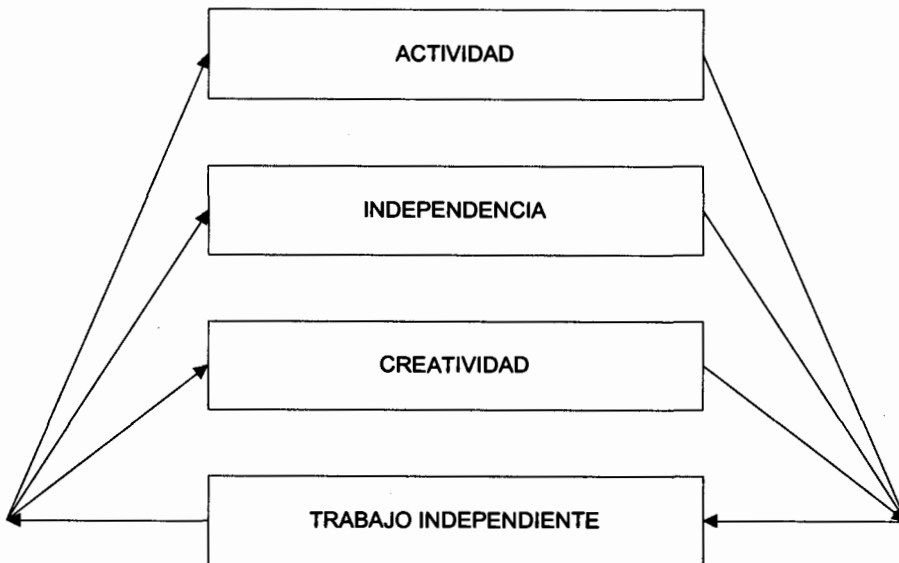 ACTIVIDAD
INDEPENDENCIA
CREATIVIDAD
TRABAJO INDEPENDIENTE